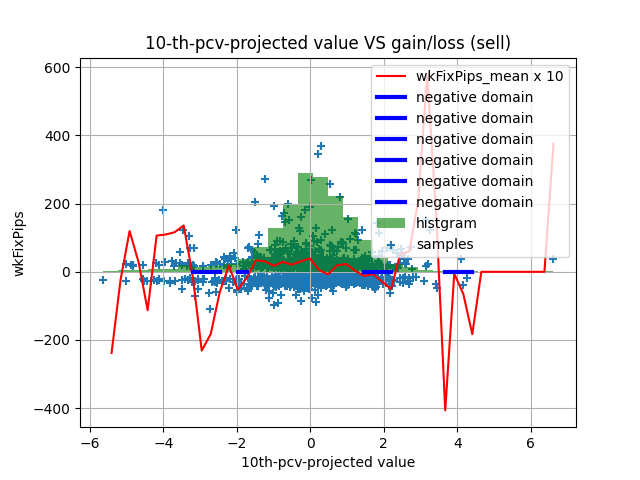 10-th-pcv-projected value VS gain/loss (sell)
600
400
200
0
−200
−400
wkFixPips
wkFixPips_mean x 10
negative domain
negative domain
negative domain
negative domain
negative domain
negative domain
histgram
samples
−6 −4 −2 0 2 4 6
10th-pcv-projected value